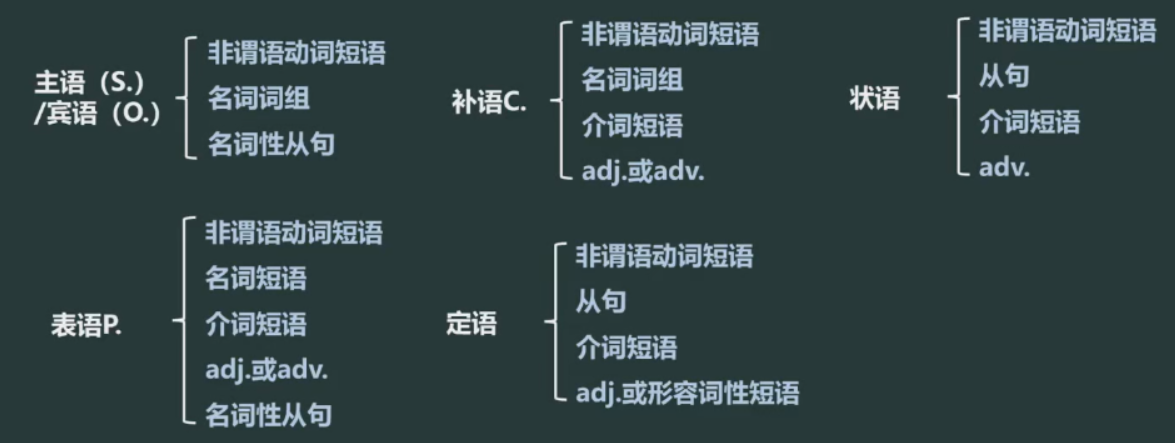 主语（S.）
/宾语（O.）
非谓语动词短语
名词词组
名词性从句
补语C.
非谓语动词短语
名词词组
介词短语
adj.或adv.
状语
非谓语动词短语
从句
介词短语
adv.
表语P.
非谓语动词短语
名词短语
介词短语
adj.或adv.
名词性从句
定语
非谓语动词短语
从句
介词短语
adj.或形容词性短语